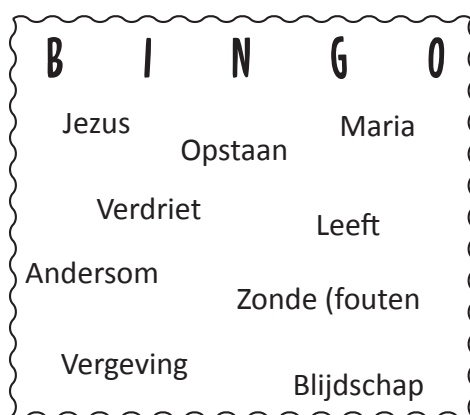 B I N G O
Jezus
Maria
Opstaan
Verdriet
Leeft
Andersom
Zonde (fouten
Vergeving
Blijdschap